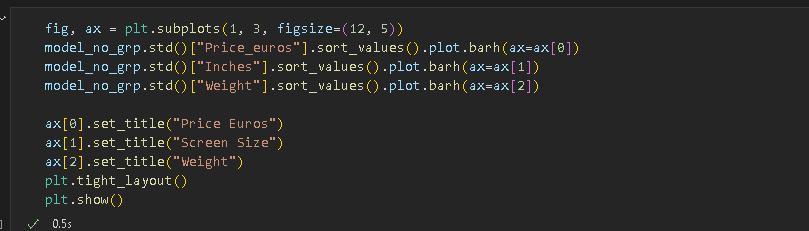 fig, ax = plt.subplots(1, 3, figsize=(12, 5))
model_no_grp.std()["Price_euros"].sort_values().plot.barh(ax=ax[0])
model_no_grp.std()["Inches"].sort_values().plot.barh(ax=ax[1])
model_no_grp.std()["Weight"].sort_values().plot.barh(ax=ax[2])

ax[0].set_title("Price Euros")
ax[1].set_title("Screen Size")
ax[2].set_title("Weight")
plt.tight_layout()
plt.show()
] ✓ 0.5s